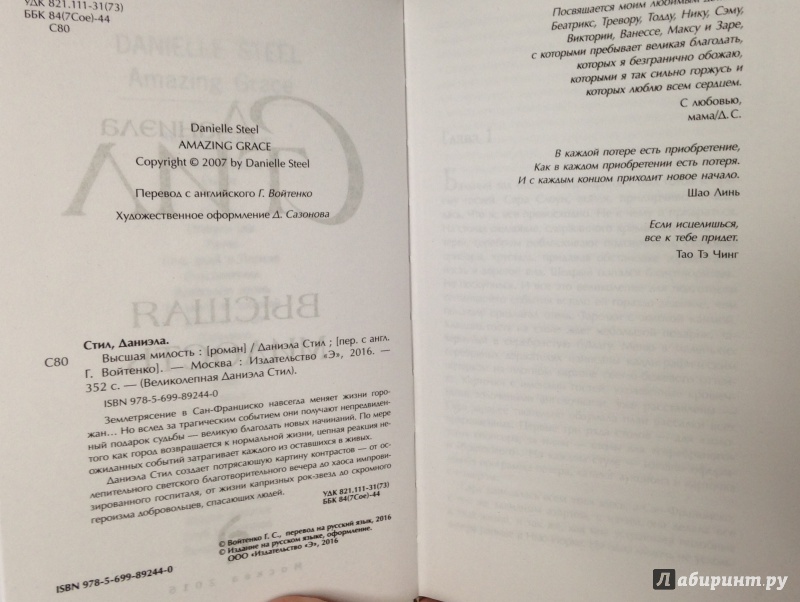 УДК 821.111-31(73)
ББК 84(7Сое)-44
С80
Danielle Steel
AMAZING GRACE
Copyright © 2007 by Danielle Steel
Перевод с английского Г. Войтенко
Художественное оформление Д. Сазонова
Стил, Даниэла.
С80 Высшая милость : [роман] / Даниэла Стил ; [пер. с англ.
Г. Войтенко]. — Москва : Издательство «Э», 2016. —
352 с. — (Великолепная Даниэла Стил).
ISBN 978-5-699-89244-0
Землетрясение в Сан-Франциско навсегда меняет жизни горо-
жан... Но вслед за трагическим событием они получают непредвиден-
ный подарок судьбы — великую благодать новых начинаний. По мере
того как город возвращается к нормальной жизни, цепная реакция не-
ожиданных событий затрагивает каждого из оставшихся в живых.
Даниэла Стил создает потрясающую картину контрастов — от ос-
лепительного светского благотворительного вечера до хаоса импрови-
зированного госпиталя, от жизни капризных рок-звезд до скромного
героизма добровольцев, спасающих людей.
УДК 821.111-31(73)
ББК 84(7Сое)-44
© Войтенко Г. С., перевод на русский язык, 2016
© Издание на русском языке, оформление.
ООО «Издательство «Э», 2016
ISBN 978-5-699-89244-0
Посвящается моим любимым
Беатрикс, Тревору, Тодду, Нику, Сэму,
Виктории, Ванессе, Максу и Заре,
с которыми пребывает великая благодать,
которых я безгранично обожаю,
которыми я так сильно горжусь и
которых люблю всем сердцем.
С любовью,
мама/Д. С.
В каждой потере есть приобретение,
Как в каждом приобретении есть потеря.
И с каждым концом приходит новое начало.
Шао Линь
Если исцелишься,
все к тебе придет.
Тао Тэ Чинг
Лабиринт.ру